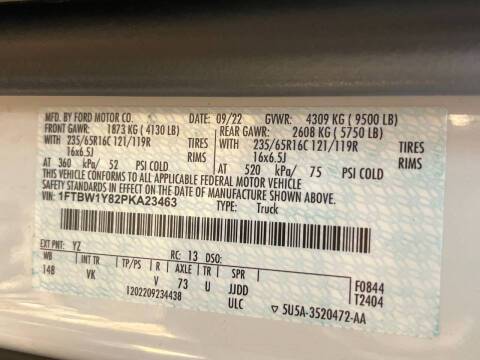 MFD. BY FORD MOTOR CO. DATE: 09/22 GVWR: 4309 KG ( 9500 LB)
FRONT GAWR: 1873 KG ( 4130 LB) REAR GAWR: 2608 KG ( 5750 LB)
WITH 235/65R16C 121/119R TIRES WITH 235/65R16C 121/119R TIRES
16x6.5J RIMS 16x6.5J RIMS
AT 360 kPa/ 52 PSI COLD AT 520 kPa/ 75 PSI COLD
THIS VEHICLE CONFORMS TO ALL APPLICABLE FEDERAL MOTOR VEHICLE
SAFETY AND THEFT PREVENTION STANDARDS IN EFFECT ON THE DATE OF MANUFACTURE SHOWN ABOVE.
VIN: 1FTBW1Y82PKA23463 TYPE: Truck
EXT PNT: YZ RC: 13 DSO:
WB INT TR TP/PS R AXLE TR SPR F0844
148 VK V 73 U JJDD T2404
1202209234438 ULC ▽ 5U5A-3520472-AA